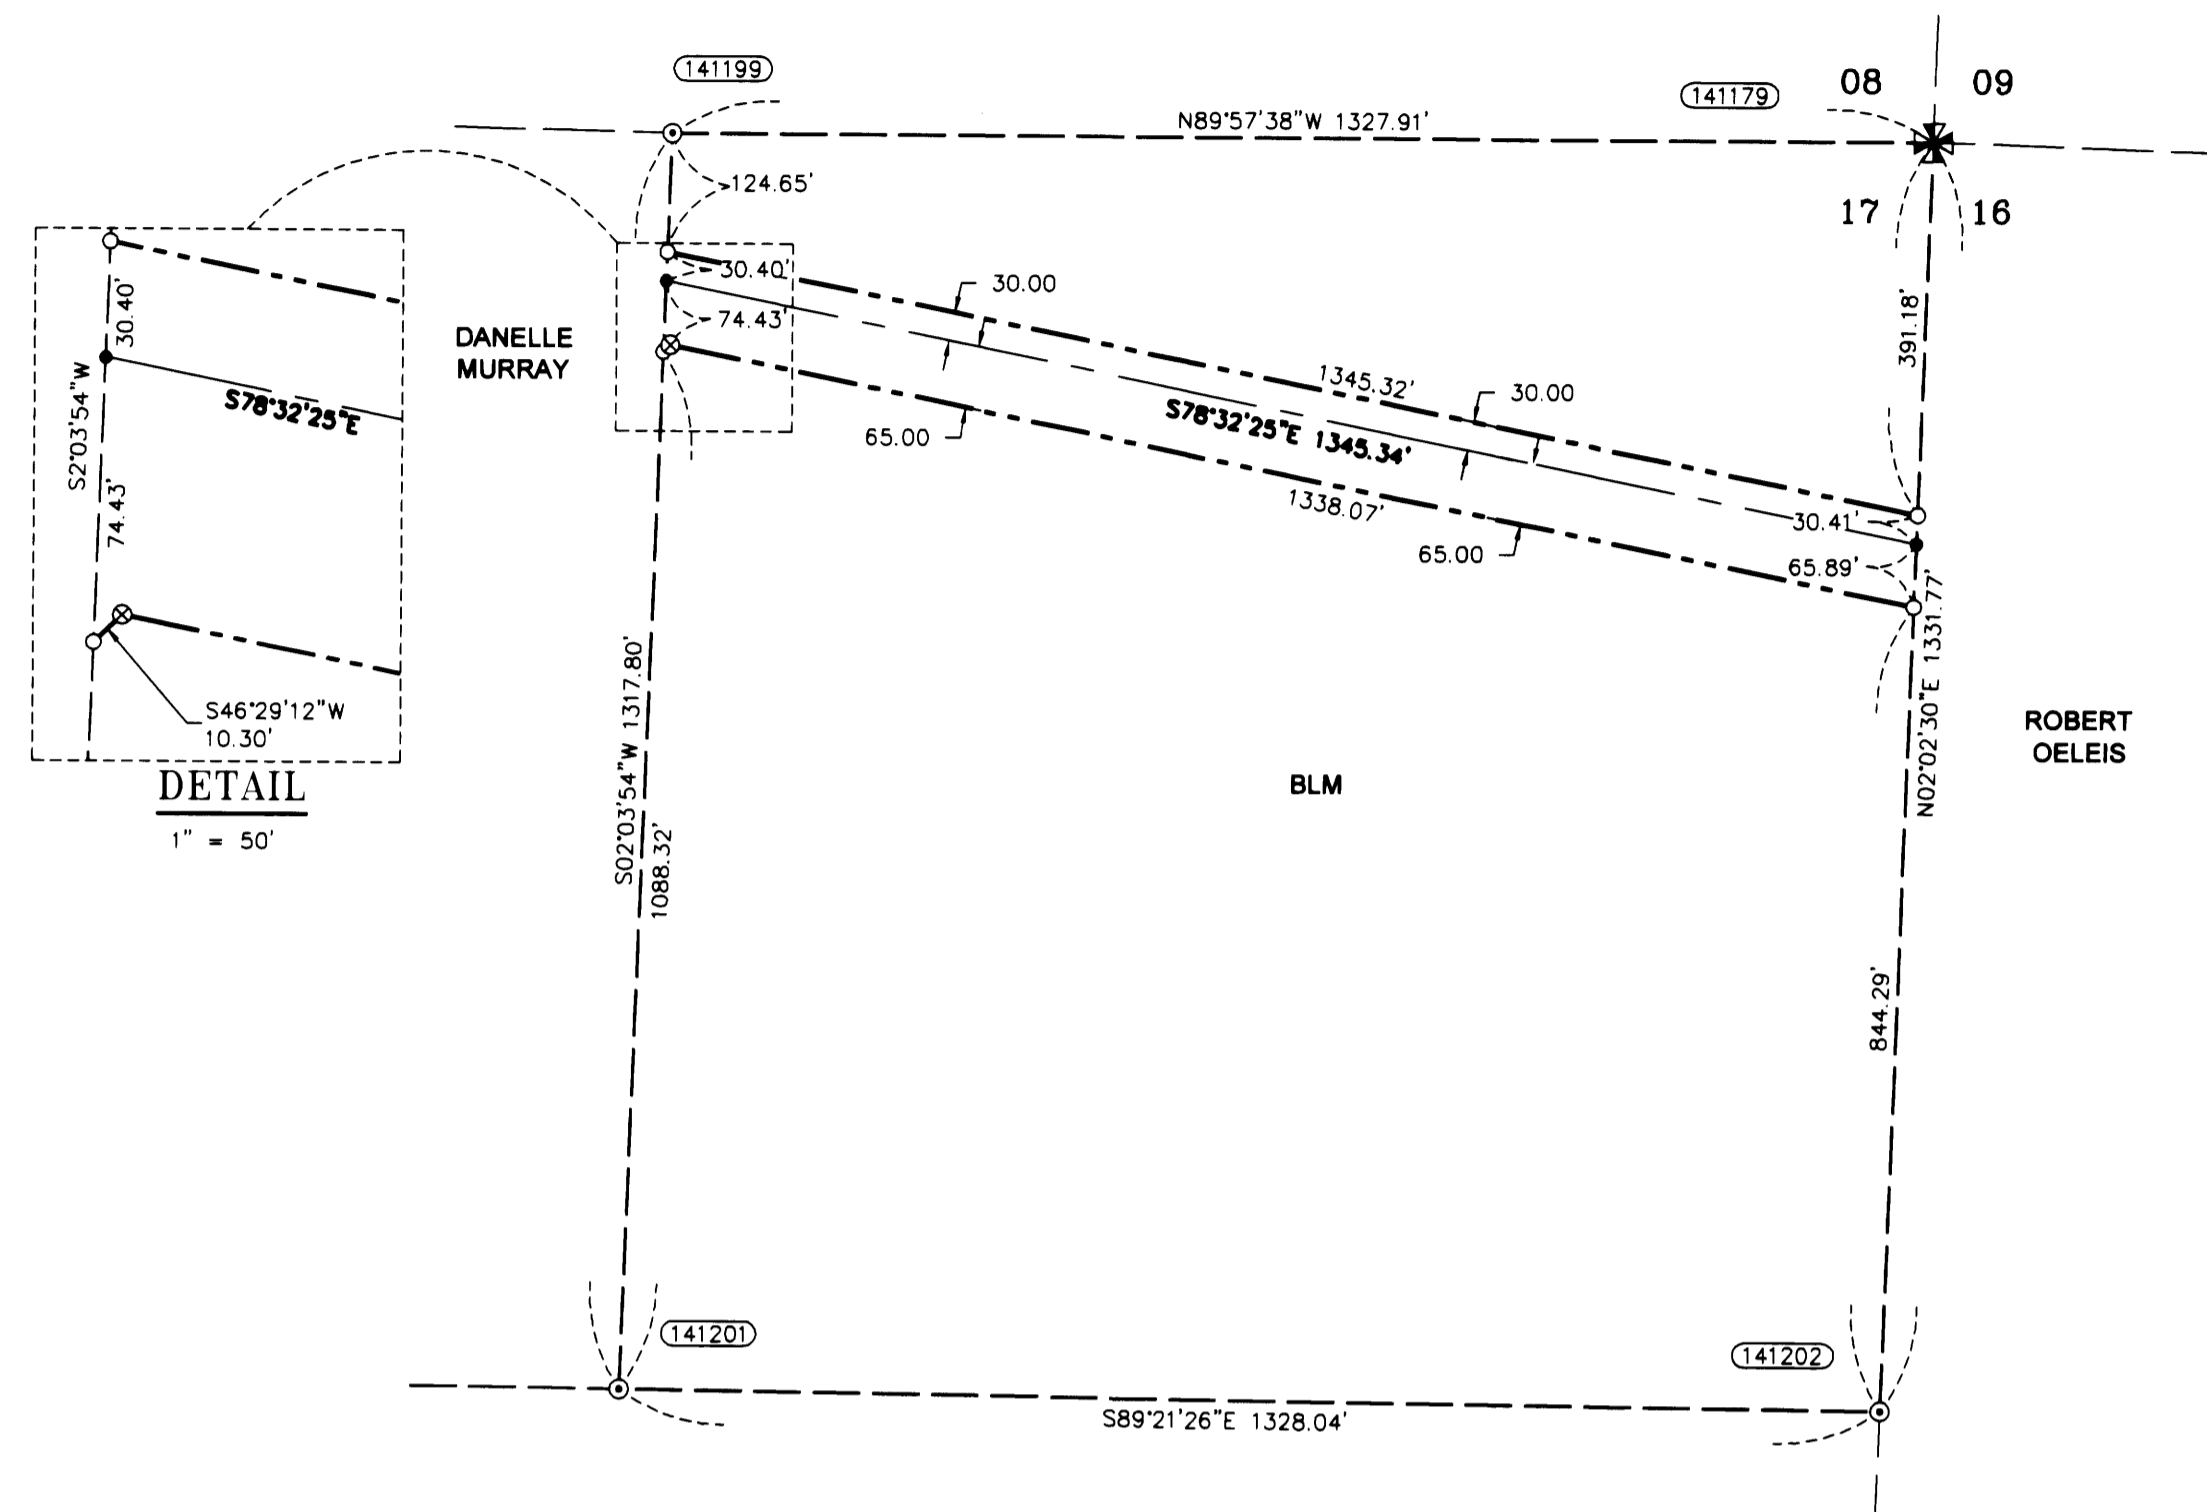 141199
141179
08
09
N89°57'38"W 1327.91'
17
16
124.65'
30.40'
74.43'
30.00
30.00
65.00
65.00
1345.32'
S78°32'25"E 1345.34'
1338.07'
391.18'
30.41'
65.89'
DANELLE
MURRAY
30.40'
S2°03'54"W
S78°32'25"E
74.43'
S46°29'12"W
10.30'
DETAIL
1" = 50'
S02°03'54"W 1317.80'
1088.32'
BLM
N02°02'30"E 1331.77'
ROBERT
OELEIS
844.29'
141201
141202
S89°21'26"E 1328.04'